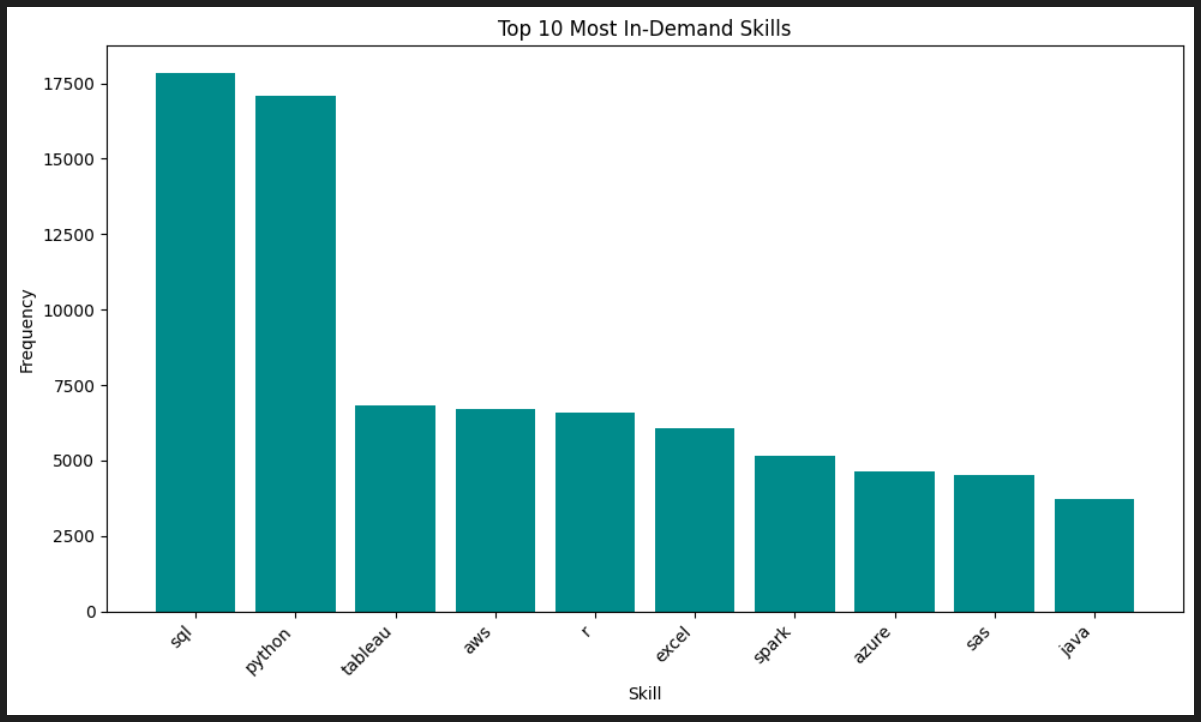 Top 10 Most In-Demand Skills
17500
15000
12500
10000
7500
5000
2500
0
Frequency
sql
python
tableau
aws
r
excel
spark
azure
sas
java
Skill